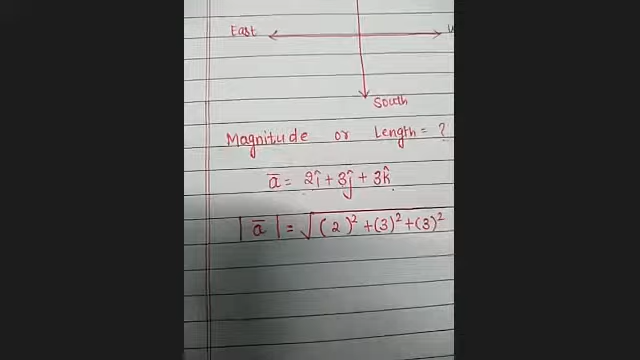 East
South
Magnitude or Length = ?
a̅ = 2î + 3ĵ + 3k̂
|a̅| = √(2)² + (3)² + (3)²